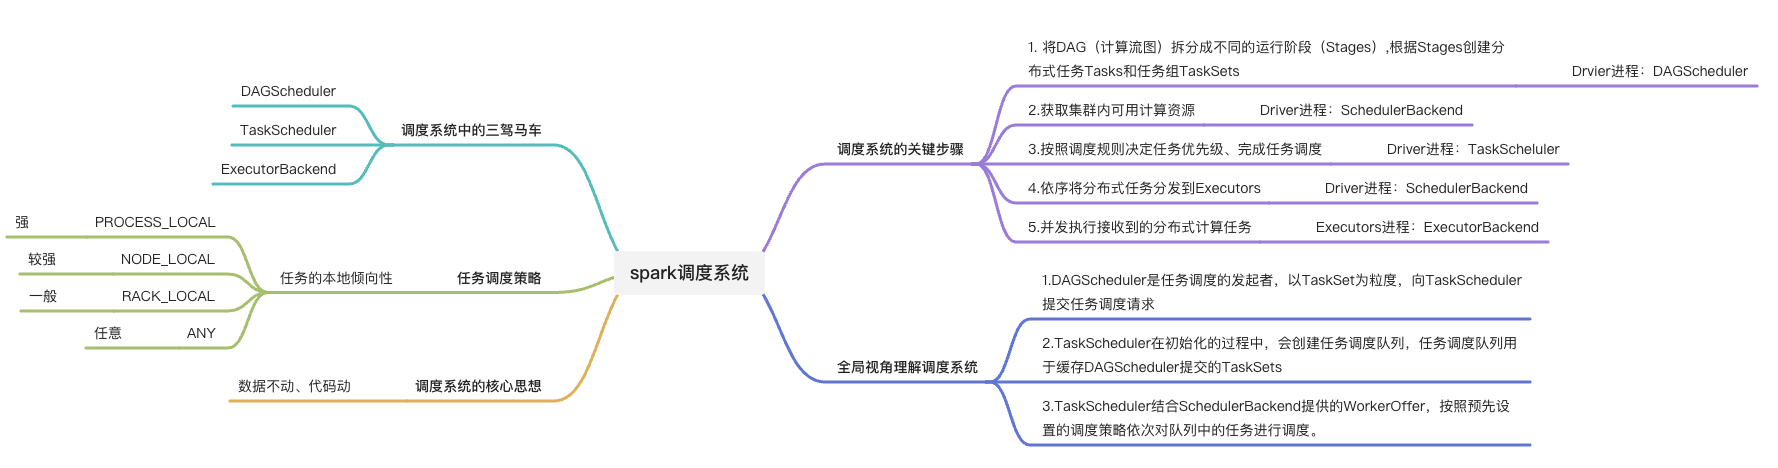 spark调度系统
调度系统中的三驾马车
DAGScheduler
TaskScheduler
ExecutorBackend
任务调度策略
任务的本地倾向性
PROCESS_LOCAL
强
NODE_LOCAL
较强
RACK_LOCAL
一般
ANY
任意
调度系统的核心思想
数据不动、代码动
调度系统的关键步骤
1. 将DAG（计算流图）拆分成不同的运行阶段（Stages）,根据Stages创建分
布式任务Tasks和任务组TaskSets
Drvier进程：DAGScheduler
2.获取集群内可用计算资源
Driver进程：SchedulerBackend
3.按照调度规则决定任务优先级、完成任务调度
Driver进程：TaskScheluler
4.依序将分布式任务分发到Executors
Driver进程：SchedulerBackend
5.并发执行接收到的分布式计算任务
Executors进程：ExecutorBackend
全局视角理解调度系统
1.DAGScheduler是任务调度的发起者，以TaskSet为粒度，向TaskScheduler
提交任务调度请求
2.TaskScheduler在初始化的过程中，会创建任务调度队列，任务调度队列用
于缓存DAGScheduler提交的TaskSets
3.TaskScheduler结合SchedulerBackend提供的WorkerOffer，按照预先设
置的调度策略依次对队列中的任务进行调度。